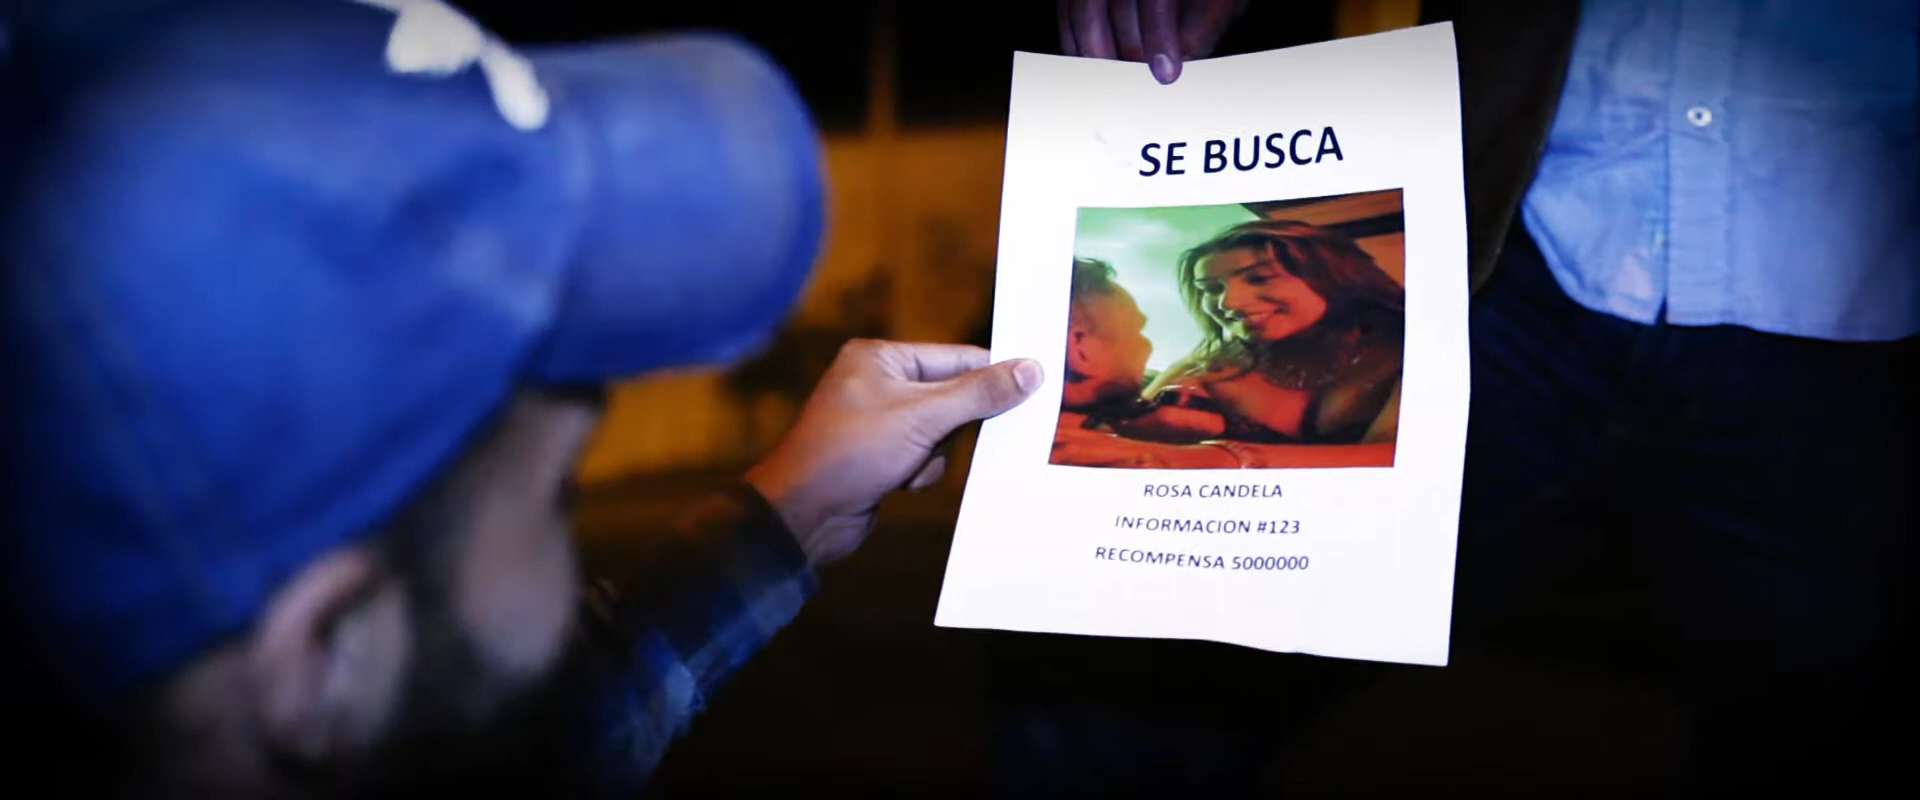 SE BUSCA
ROSA CANDELA
INFORMACION #123
RECOMPENSA 5000000